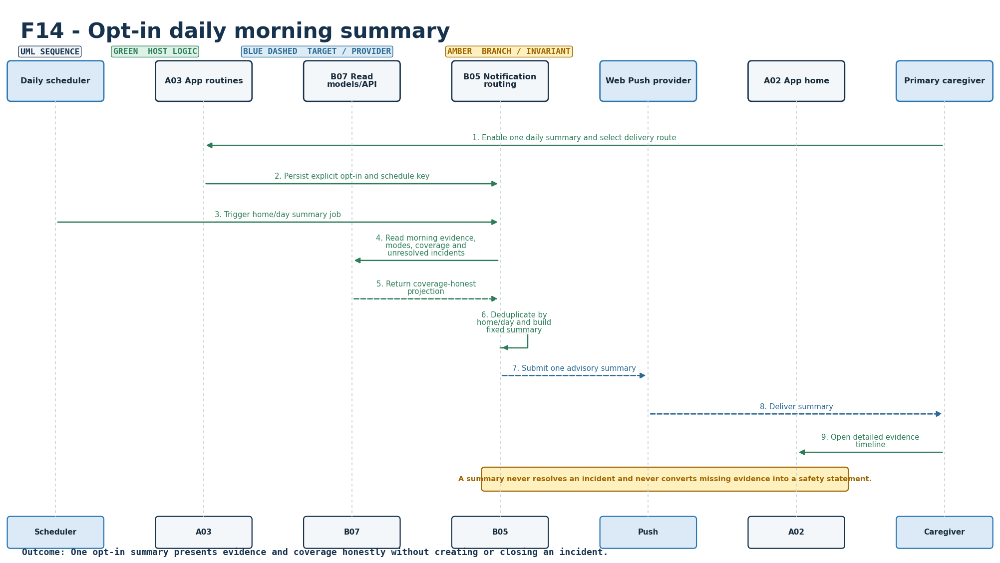 F14 - Opt-in daily morning summary
UML SEQUENCE
GREEN  HOST LOGIC
BLUE DASHED  TARGET / PROVIDER
AMBER  BRANCH / INVARIANT
Daily scheduler
A03 App routines
B07 Read
models/API
B05 Notification
routing
Web Push provider
A02 App home
Primary caregiver
1. Enable one daily summary and select delivery route
2. Persist explicit opt-in and schedule key
3. Trigger home/day summary job
4. Read morning evidence,
modes, coverage and
unresolved incidents
5. Return coverage-honest
projection
6. Deduplicate by
home/day and build
fixed summary
7. Submit one advisory summary
8. Deliver summary
9. Open detailed evidence
timeline
A summary never resolves an incident and never converts missing evidence into a safety statement.
Scheduler
A03
B07
B05
Push
A02
Caregiver
Outcome: One opt-in summary presents evidence and coverage honestly without creating or closing an incident.